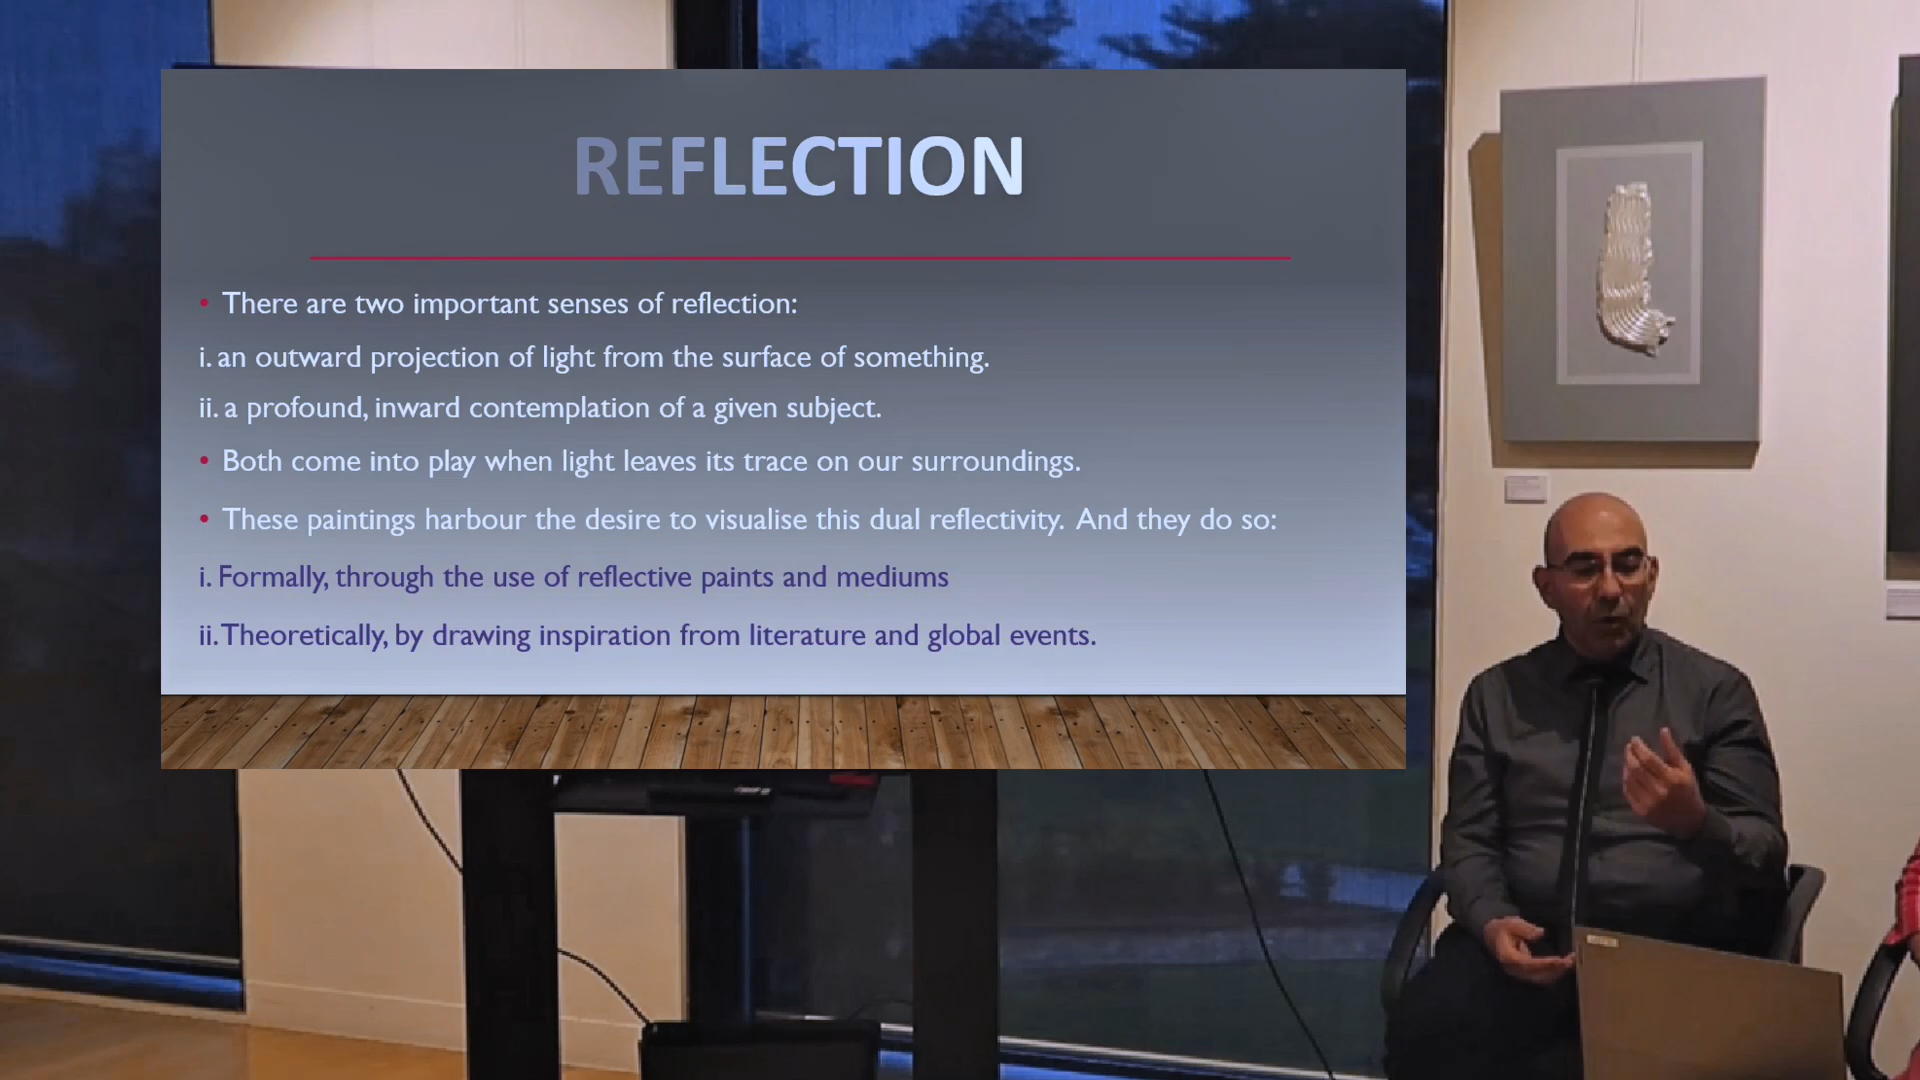 REFLECTION
• There are two important senses of reflection:
i. an outward projection of light from the surface of something.
ii. a profound, inward contemplation of a given subject.
• Both come into play when light leaves its trace on our surroundings.
• These paintings harbour the desire to visualise this dual reflectivity. And they do so:
i. Formally, through the use of reflective paints and mediums
ii. Theoretically, by drawing inspiration from literature and global events.